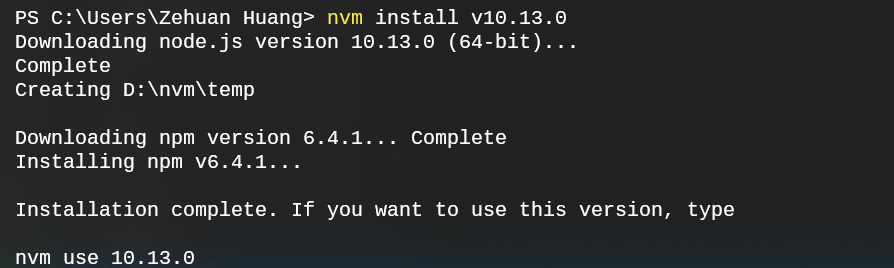 PS C:\Users\Zehuan Huang> nvm install v10.13.0
Downloading node.js version 10.13.0 (64-bit)...
Complete
Creating D:\nvm\temp
Downloading npm version 6.4.1... Complete
Installing npm v6.4.1...
Installation complete. If you want to use this version, type
nvm use 10.13.0